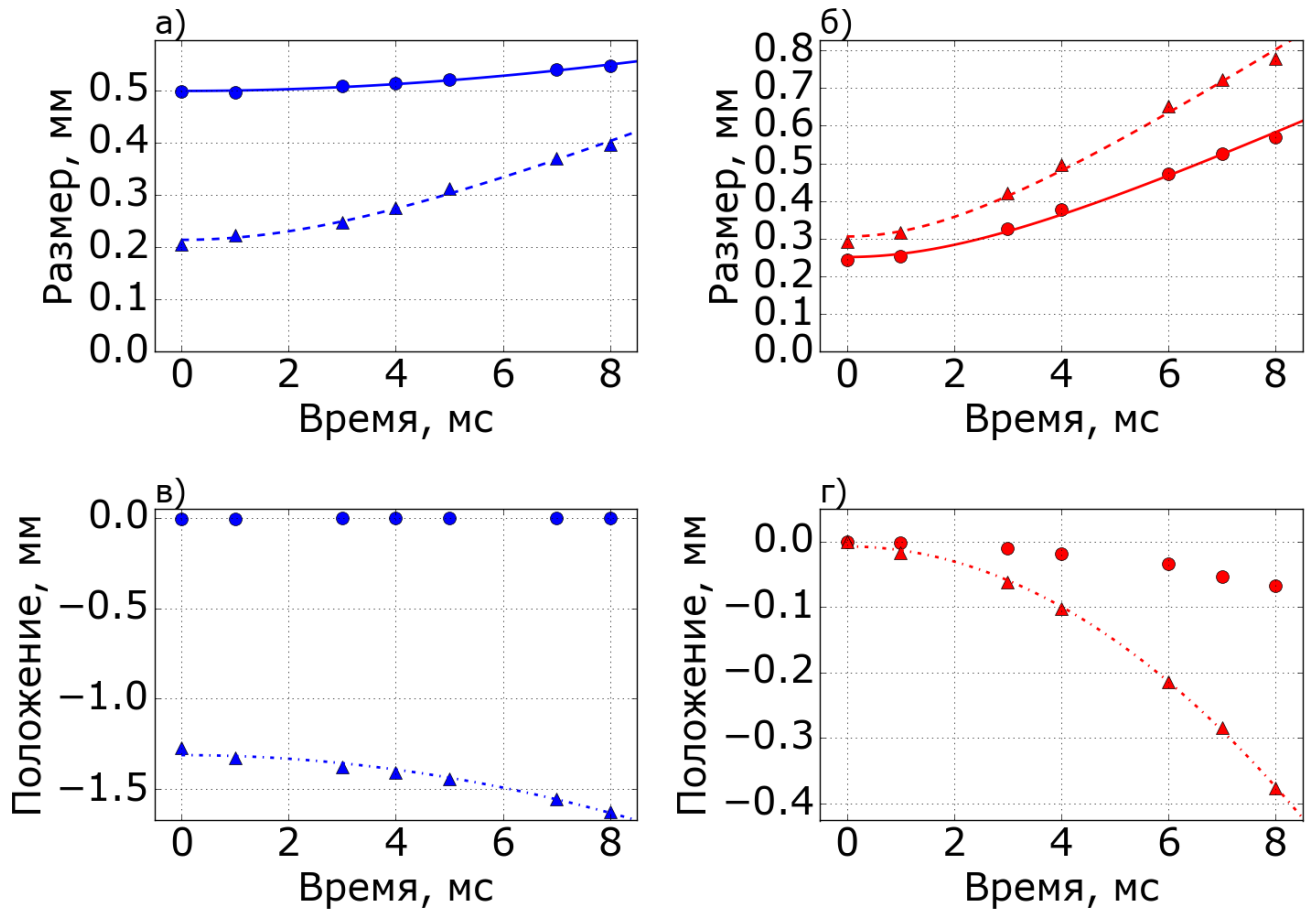 а)
Размер, мм
0.5
0.4
0.3
0.2
0.1
0.0
0 2 4 6 8
Время, мс
б)
Размер, мм
0.8
0.7
0.6
0.5
0.4
0.3
0.2
0.1
0.0
0 2 4 6 8
Время, мс
в)
Положение, мм
0.0
−0.5
−1.0
−1.5
0 2 4 6 8
Время, мс
г)
Положение, мм
0.0
−0.1
−0.2
−0.3
−0.4
0 2 4 6 8
Время, мс